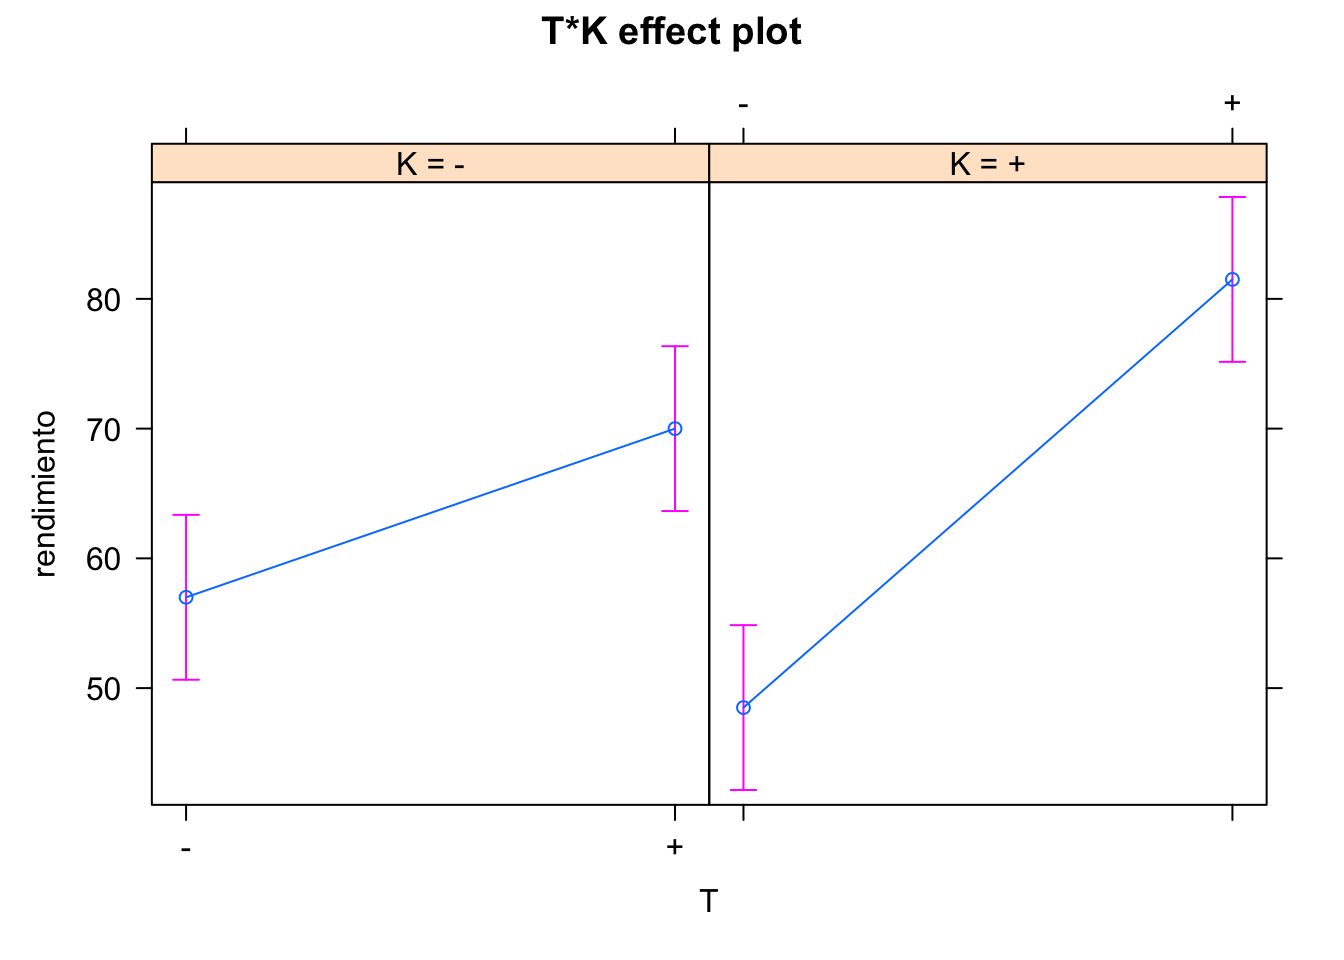 T*K effect plot
- +
K = - K = +
80
70
60
50
rendimiento
- +
T